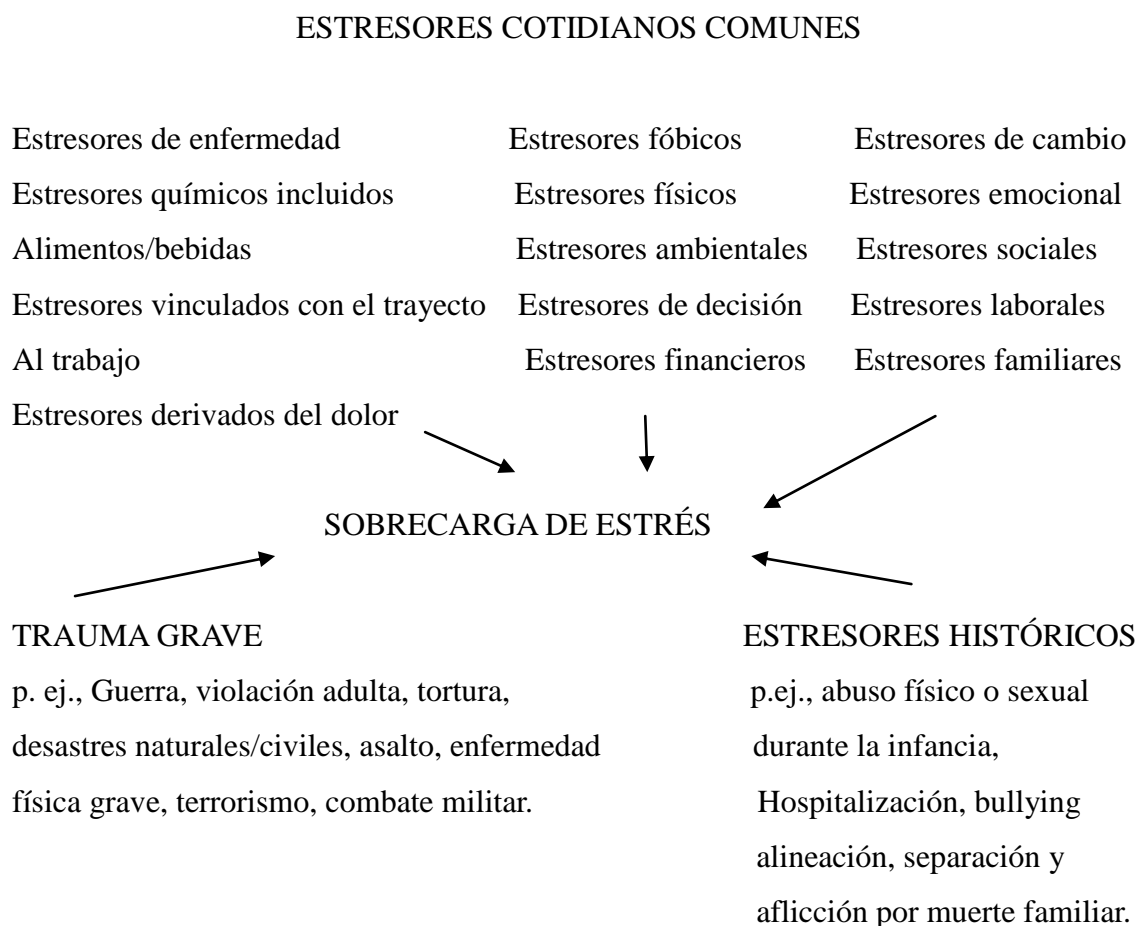 ESTRESORES COTIDIANOS COMUNES
Estresores de enfermedad Estresores fóbicos Estresores de cambio
Estresores químicos incluidos Estresores físicos Estresores emocional
Alimentos/bebidas Estresores ambientales Estresores sociales
Estresores vinculados con el trayecto Estresores de decisión Estresores laborales
Al trabajo Estresores financieros Estresores familiares
Estresores derivados del dolor
SOBRECARGA DE ESTRÉS
TRAUMA GRAVE
p. ej., Guerra, violación adulta, tortura,
desastres naturales/civiles, asalto, enfermedad
física grave, terrorismo, combate militar.
ESTRESORES HISTÓRICOS
p.ej., abuso físico o sexual
durante la infancia,
Hospitalización, bullying
alineación, separación y
aflicción por muerte familiar.